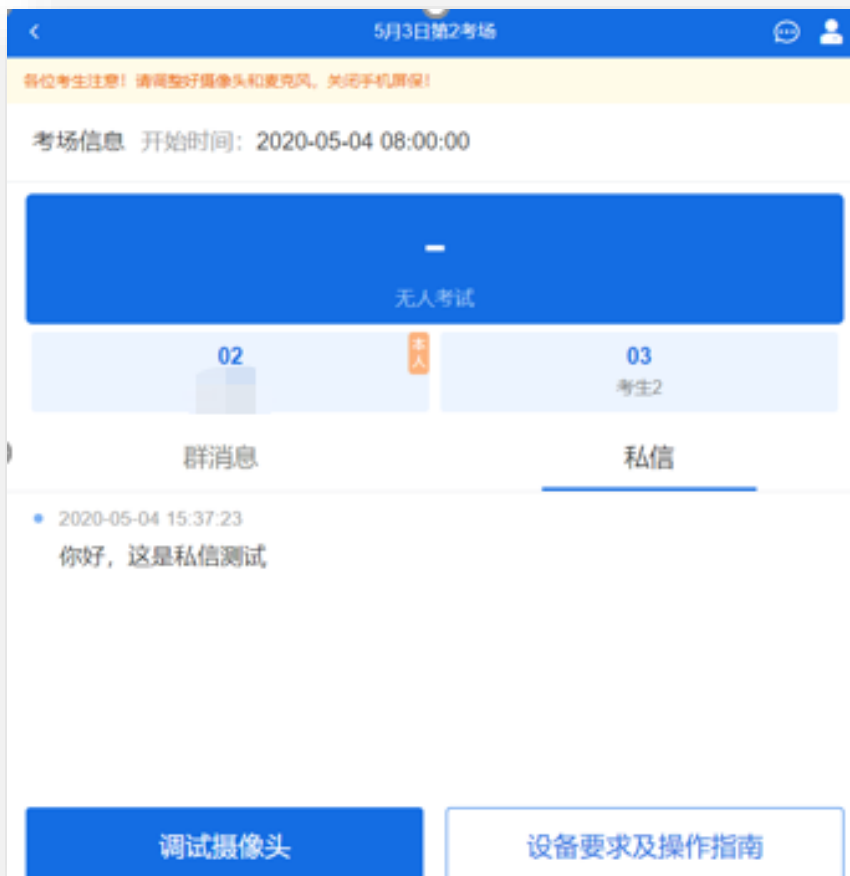 5月3日第2考场
各位考生注意！请调整好摄像头和麦克风，关闭手机屏保！
考场信息 开始时间：2020-05-04 08:00:00
-
无人考试
02
本人
03
考生2
群消息
私信
2020-05-04 15:37:23
你好，这是私信测试
调试摄像头
设备要求及操作指南